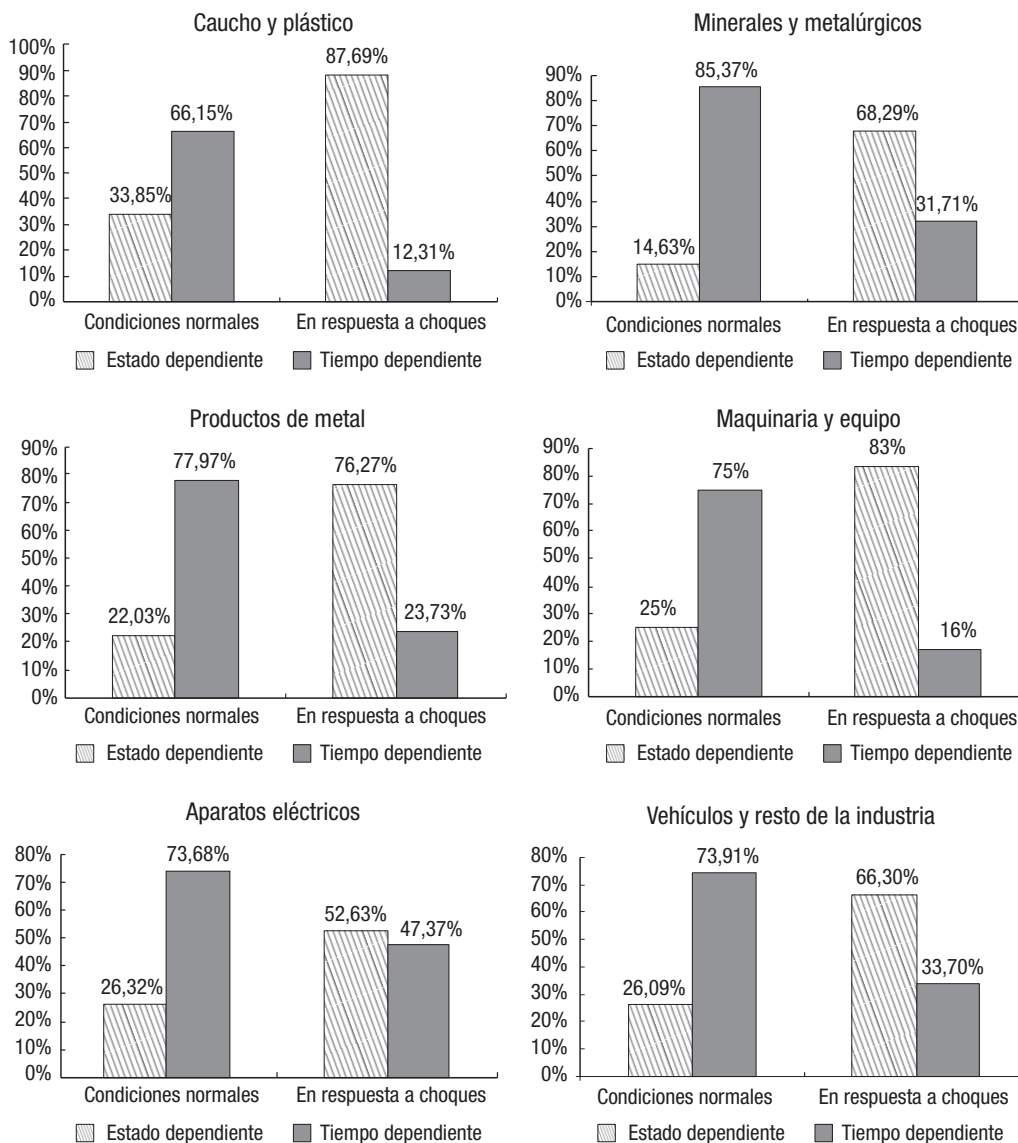 Caucho y plástico
100%
90%
80%
70%
60%
50%
40%
30%
20%
10%
0%
33,85%
66,15%
87,69%
12,31%
Condiciones normales
En respuesta a choques
Estado dependiente
Tiempo dependiente
Minerales y metalúrgicos
90%
80%
70%
60%
50%
40%
30%
20%
10%
0%
14,63%
85,37%
68,29%
31,71%
Condiciones normales
En respuesta a choques
Estado dependiente
Tiempo dependiente
Productos de metal
90%
80%
70%
60%
50%
40%
30%
20%
10%
0%
22,03%
77,97%
76,27%
23,73%
Condiciones normales
En respuesta a choques
Estado dependiente
Tiempo dependiente
Maquinaria y equipo
90%
80%
70%
60%
50%
40%
30%
20%
10%
0%
25%
75%
83%
16%
Condiciones normales
En respuesta a choques
Estado dependiente
Tiempo dependiente
Aparatos eléctricos
80%
70%
60%
50%
40%
30%
20%
10%
0%
26,32%
73,68%
52,63%
47,37%
Condiciones normales
En respuesta a choques
Estado dependiente
Tiempo dependiente
Vehículos y resto de la industria
80%
70%
60%
50%
40%
30%
20%
10%
0%
26,09%
73,91%
66,30%
33,70%
Condiciones normales
En respuesta a choques
Estado dependiente
Tiempo dependiente